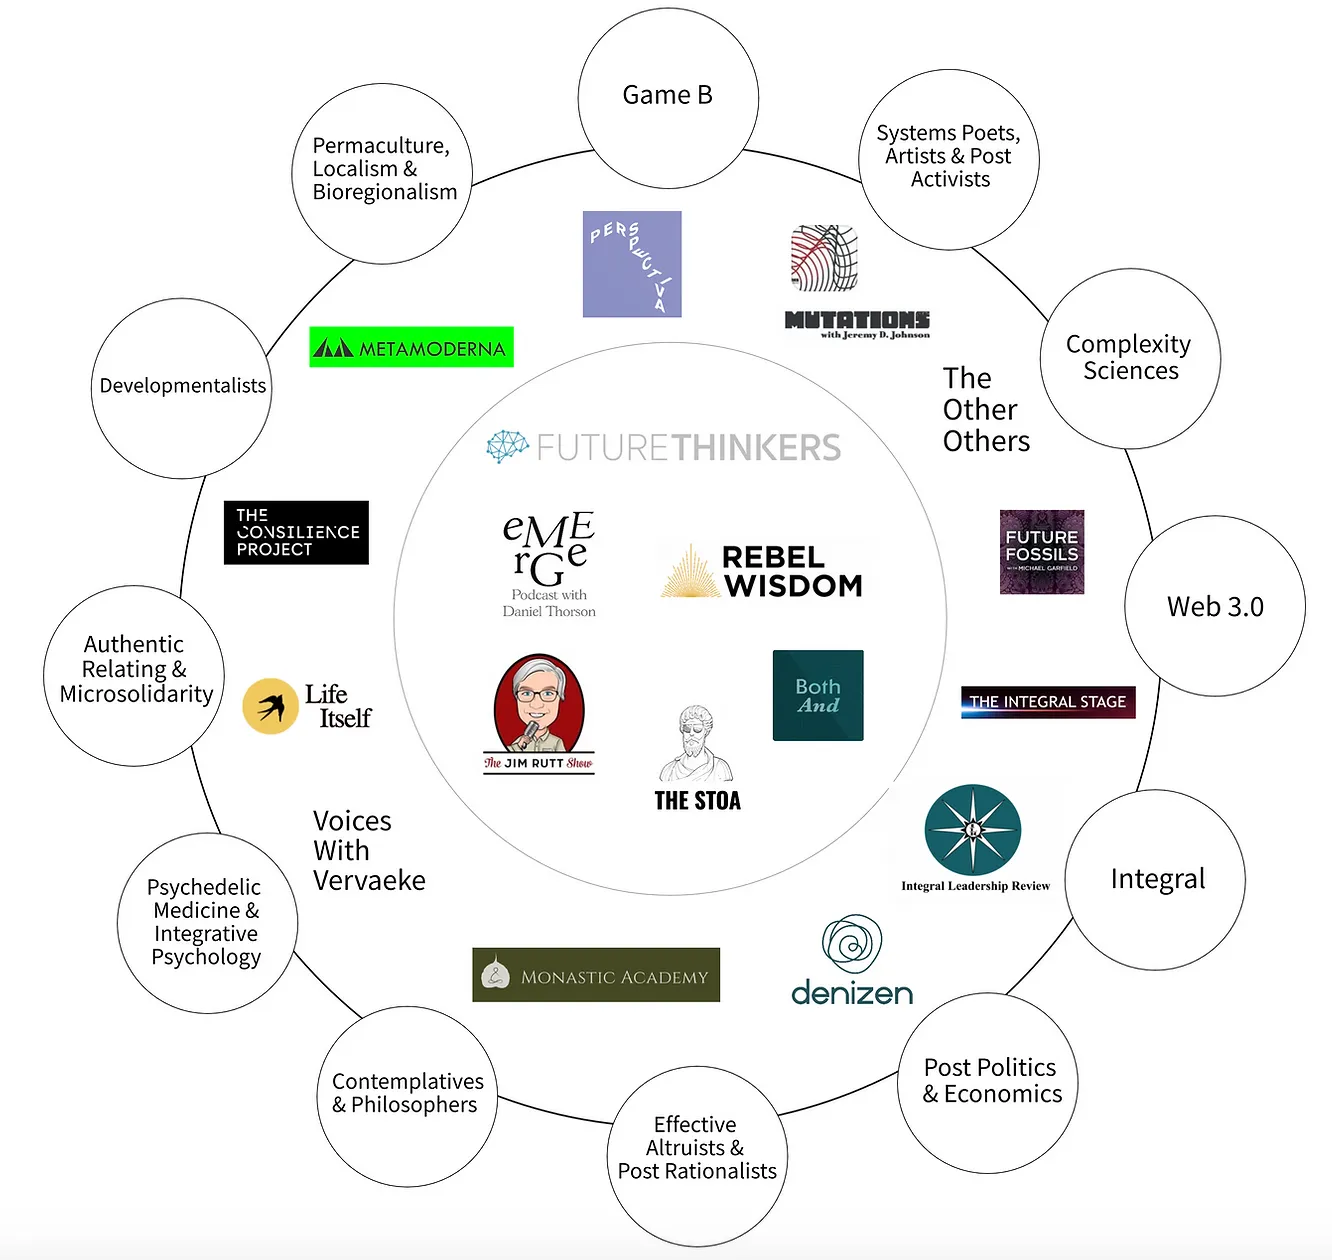 Game B
Systems Poets,
Artists & Post
Activists
Permaculture,
Localism &
Bioregionalism
PERSPECTIVA
MUTATIONS
with Jeremy D. Johnson
METAMODERNA
Complexity
Sciences
The
Other
Others
Developmentalists
FUTURETHINKERS
THE
CONSILIENCE
PROJECT
eME
rGe
Podcast with
Daniel Thorson
REBEL
WISDOM
FUTURE
FOSSILS
WITH MICHAEL GARFIELD
Web 3.0
Authentic
Relating &
Microsolidarity
Life
Itself
The JIM RUTT Show
Both
And
THE STOA
THE INTEGRAL STAGE
Voices
With
Vervaeke
Integral Leadership Review
Integral
Psychedelic
Medicine &
Integrative
Psychology
MONASTIC ACADEMY
denizen
Contemplatives
& Philosophers
Post Politics
& Economics
Effective
Altruists &
Post Rationalists